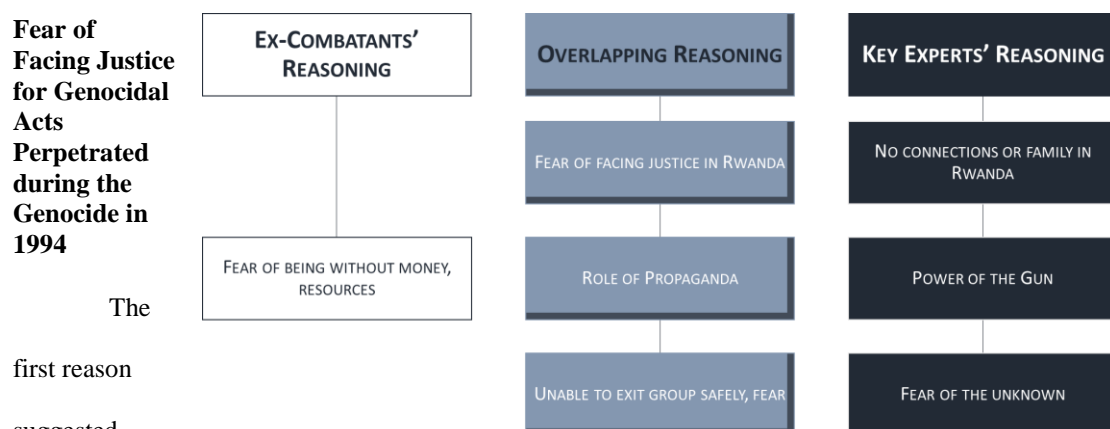 Fear of
Facing Justice
for Genocidal
Acts
Perpetrated
during the
Genocide in
1994
The
first reason
suggested
EX-COMBATANTS'
REASONING
FEAR OF BEING WITHOUT MONEY,
RESOURCES
OVERLAPPING REASONING
FEAR OF FACING JUSTICE IN RWANDA
ROLE OF PROPAGANDA
UNABLE TO EXIT GROUP SAFELY, FEAR
KEY EXPERTS' REASONING
NO CONNECTIONS OR FAMILY IN
RWANDA
POWER OF THE GUN
FEAR OF THE UNKNOWN